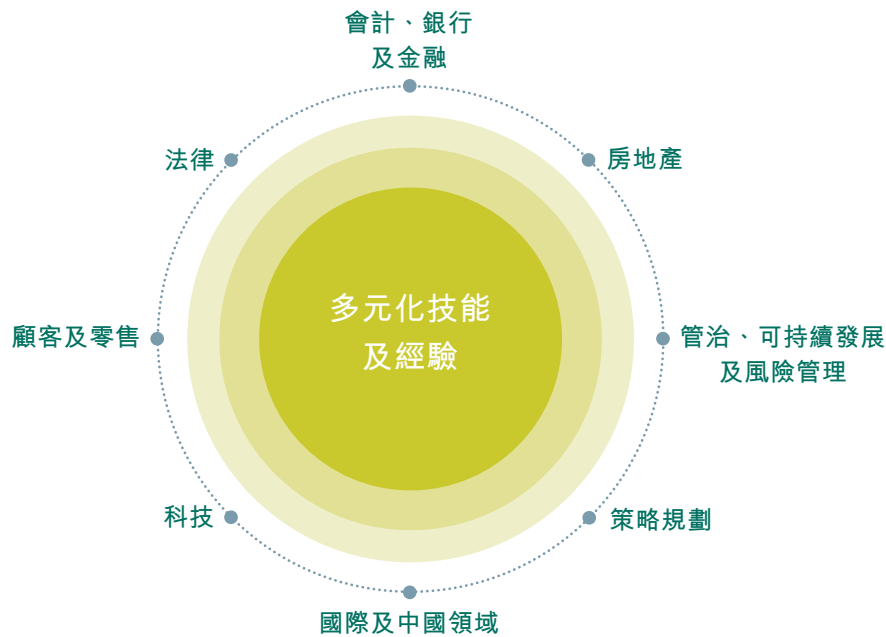 會計、銀行
及金融
法律
房地產
多元化技能
及經驗
顧客及零售
管治、可持續發展
及風險管理
科技
策略規劃
國際及中國領域